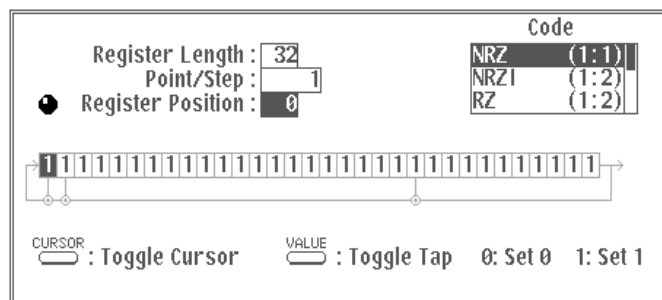 Code
Register Length : 32
Point/Step : 1
Register Position : 0
NRZ (1:1)
NRZI (1:2)
RZ (1:2)
1 1 1 1 1 1 1 1 1 1 1 1 1 1 1 1 1 1 1 1 1 1 1 1 1 1 1 1 1 1 1 1
CURSOR : Toggle Cursor VALUE : Toggle Tap 0: Set 0 1: Set 1